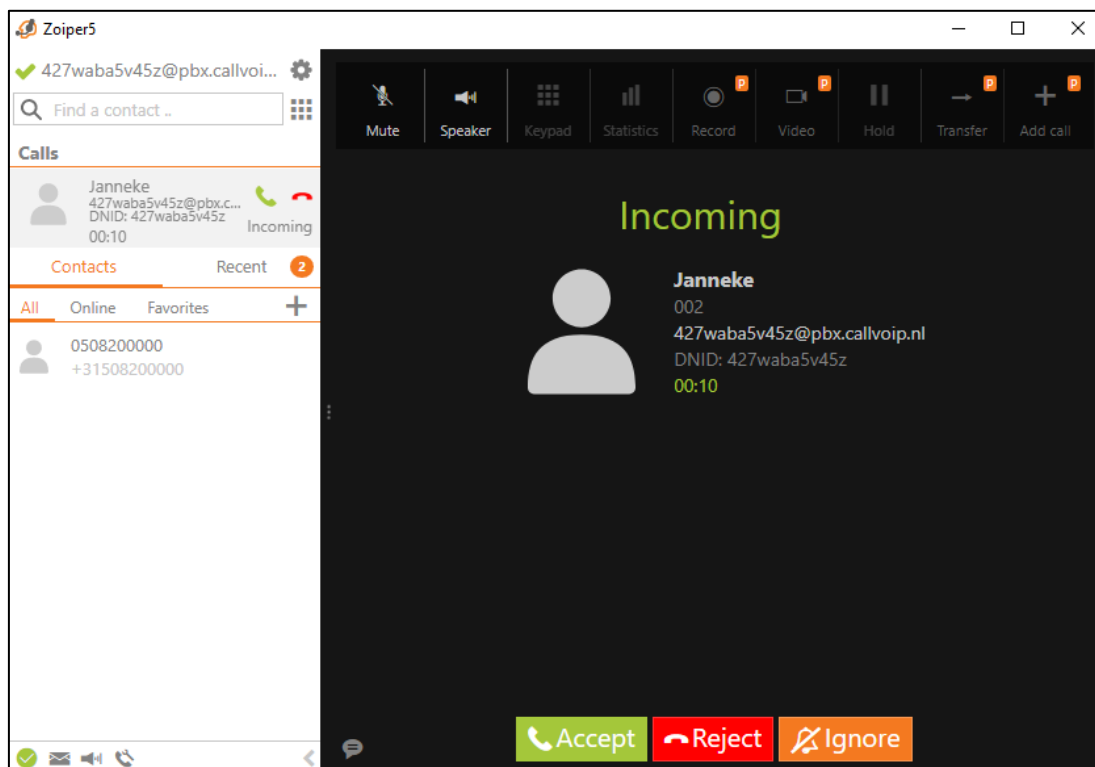 Zoiper5
427waba5v45z@pbx.callvoi...
Find a contact ..
Calls
Janneke
427waba5v45z@pbx.c...
DNID: 427waba5v45z
00:10
Incoming
Contacts Recent 2
All Online Favorites
0508200000
+31508200000
P P P P
Mute Speaker Keypad Statistics Record Video Hold Transfer Add call
Incoming
Janneke
002
427waba5v45z@pbx.callvoip.nl
DNID: 427waba5v45z
00:10
Accept Reject Ignore